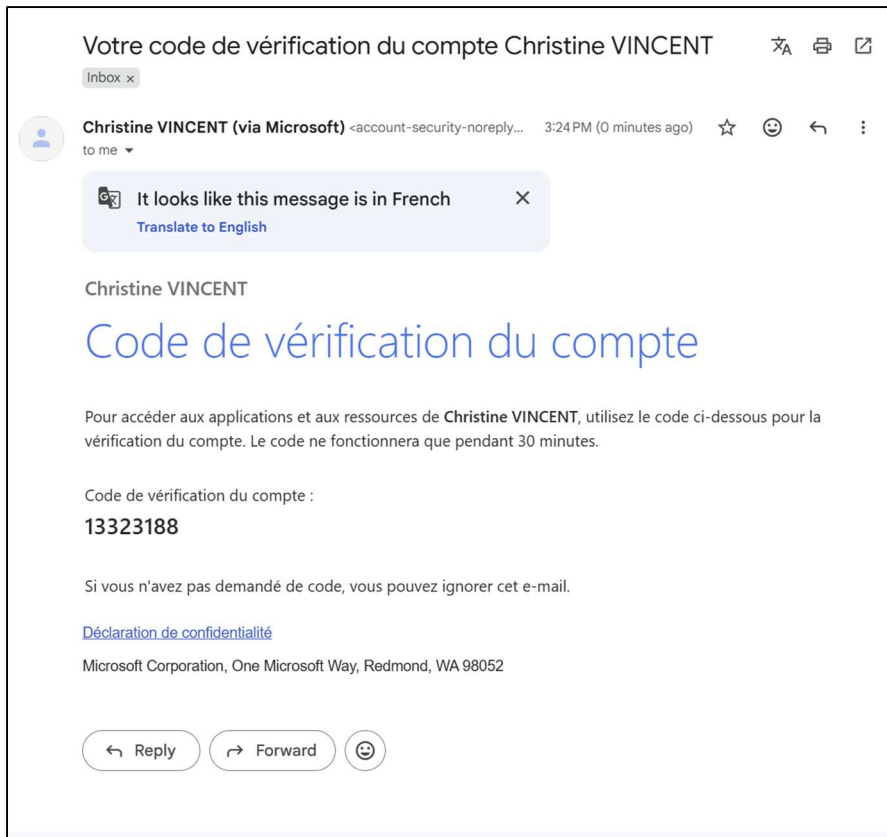 Votre code de vérification du compte Christine VINCENT
Inbox ×
Christine VINCENT (via Microsoft) <account-security-noreply... 3:24 PM (0 minutes ago)
to me
It looks like this message is in French
Translate to English
Christine VINCENT
Code de vérification du compte
Pour accéder aux applications et aux ressources de Christine VINCENT, utilisez le code ci-dessous pour la
vérification du compte. Le code ne fonctionnera que pendant 30 minutes.
Code de vérification du compte :
13323188
Si vous n'avez pas demandé de code, vous pouvez ignorer cet e-mail.
Déclaration de confidentialité
Microsoft Corporation, One Microsoft Way, Redmond, WA 98052
Reply Forward